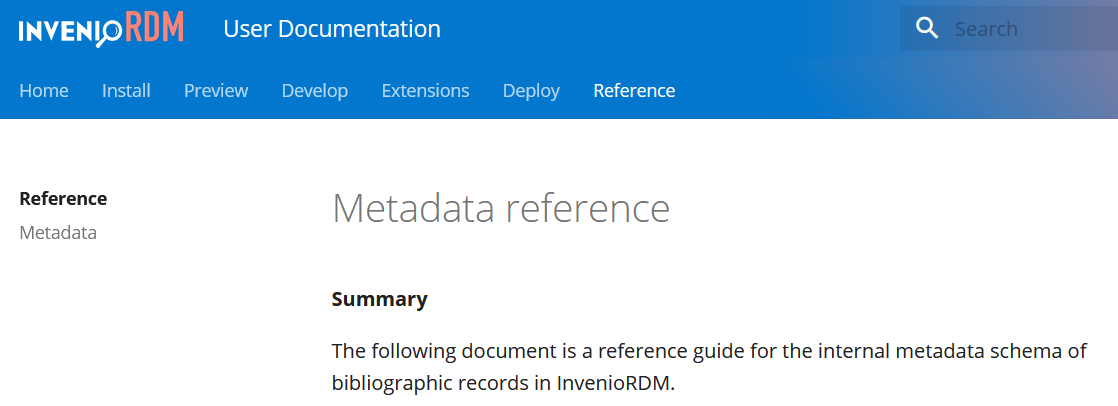 INVENIORDM User Documentation Search
Home Install Preview Develop Extensions Deploy Reference
Reference
Metadata
Metadata reference
Summary
The following document is a reference guide for the internal metadata schema of
bibliographic records in InvenioRDM.